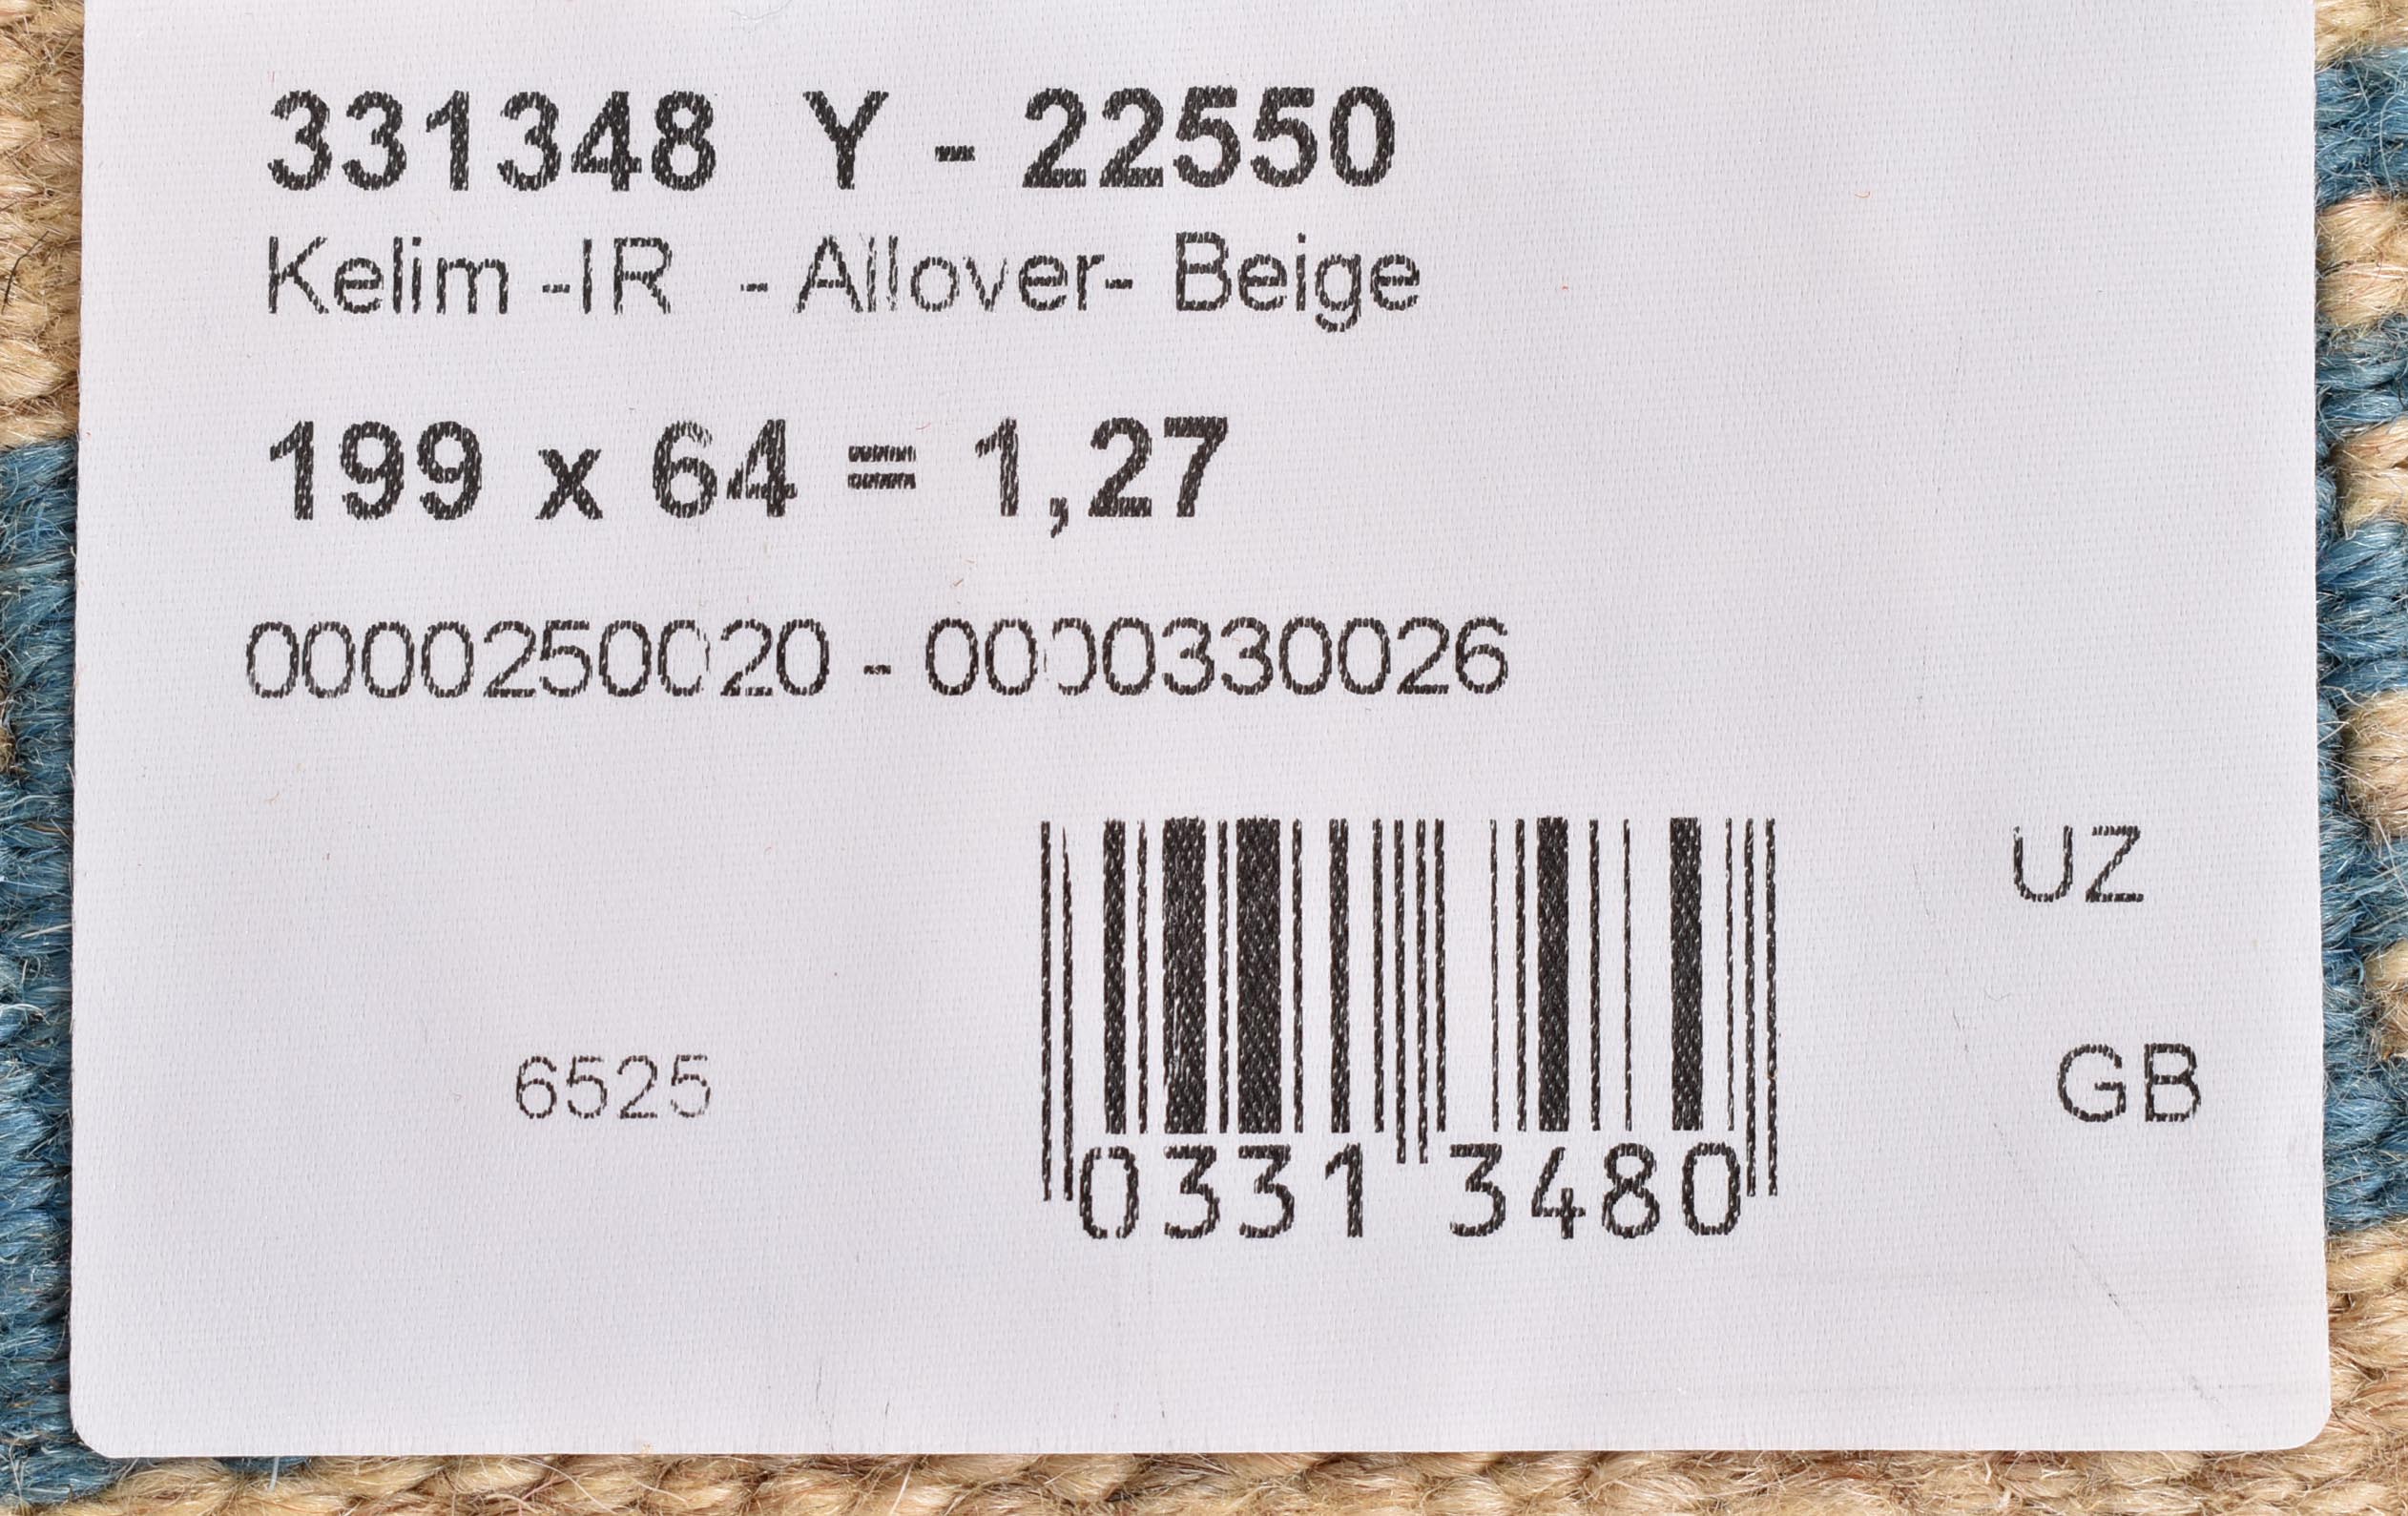 331348 Y - 22550
Kelim -IR - Allover- Beige
199 x 64 = 1,27
0000250020 - 0000330026
UZ
6525
GB
0331 3480